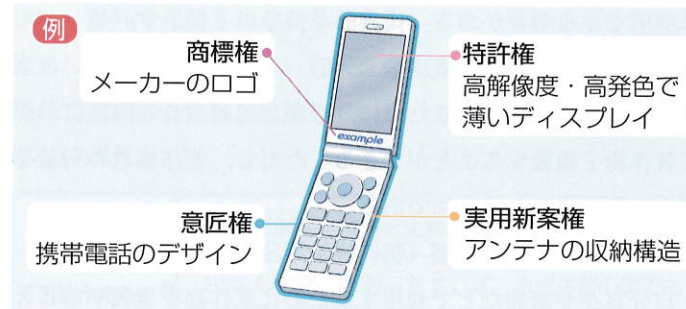 例
商標権
メーカーのロゴ
特許権
高解像度・高発色で
薄いディスプレイ
example
意匠権
携帯電話のデザイン
実用新案権
アンテナの収納構造